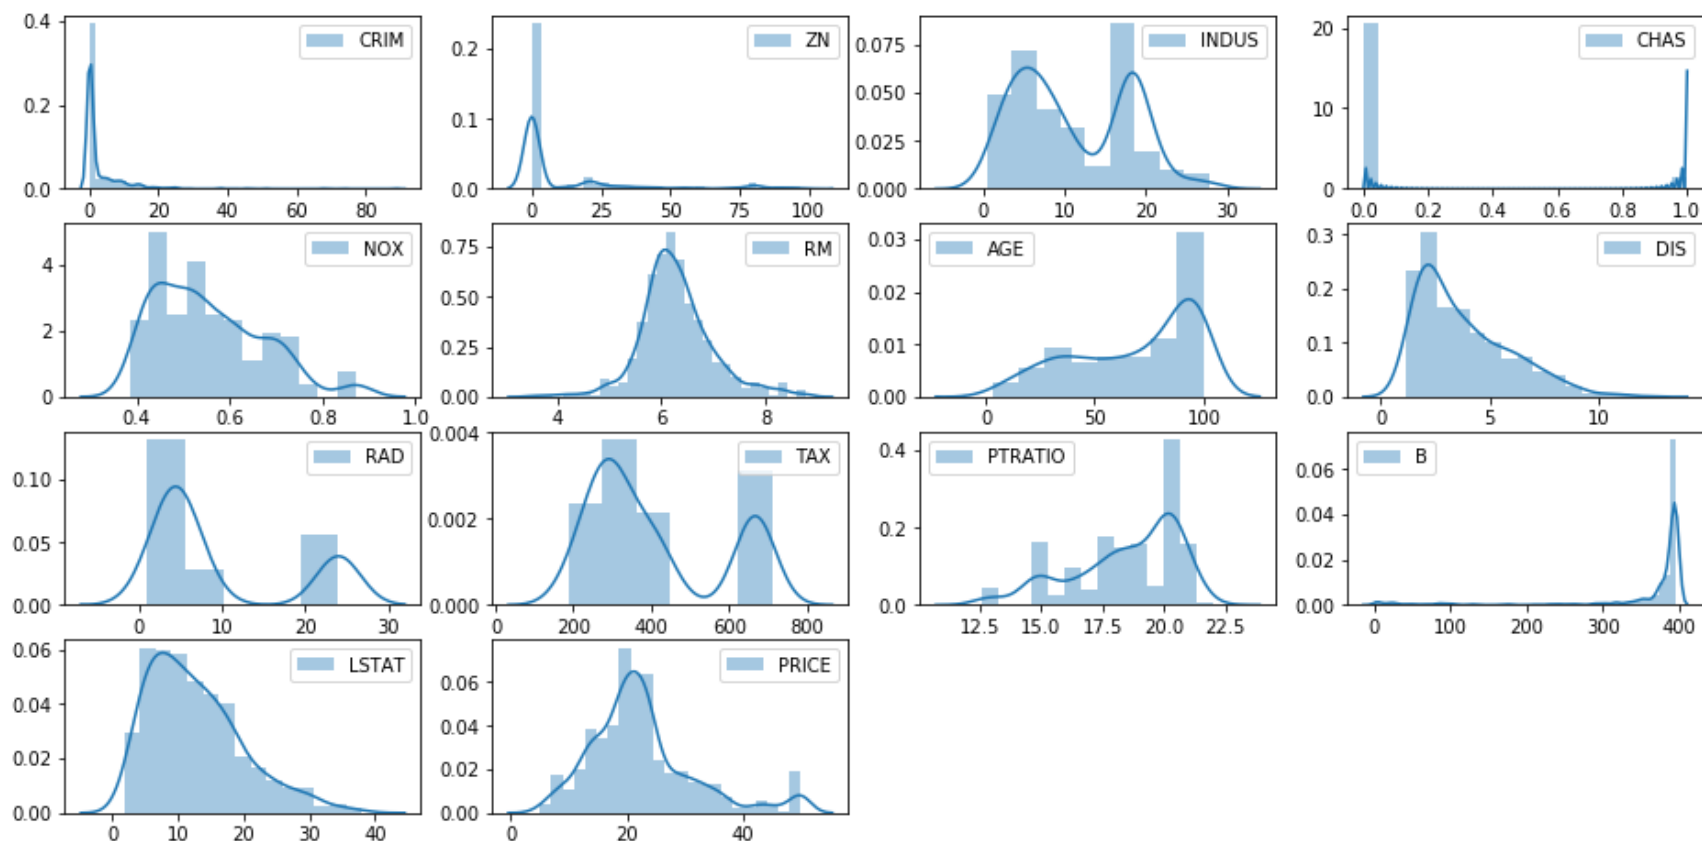 CRIM
0.4
0.2
0.0
0 20 40 60 80
ZN
0.2
0.1
0.0
0 25 50 75 100
INDUS
0.075
0.050
0.025
0.000
0 10 20 30
CHAS
20
10
0
0.0 0.2 0.4 0.6 0.8 1.0
NOX
4
2
0
0.4 0.6 0.8 1.0
RM
0.75
0.50
0.25
0.00
4 6 8
AGE
0.03
0.02
0.01
0.00
0 50 100
DIS
0.3
0.2
0.1
0.0
0 5 10
RAD
0.10
0.05
0.00
0 10 20 30
TAX
0.004
0.002
0.000
0 200 400 600 800
PTRATIO
0.4
0.2
0.0
12.5 15.0 17.5 20.0 22.5
B
0.06
0.04
0.02
0.00
0 100 200 300 400
LSTAT
0.06
0.04
0.02
0.00
0 10 20 30 40
PRICE
0.06
0.04
0.02
0.00
0 20 40